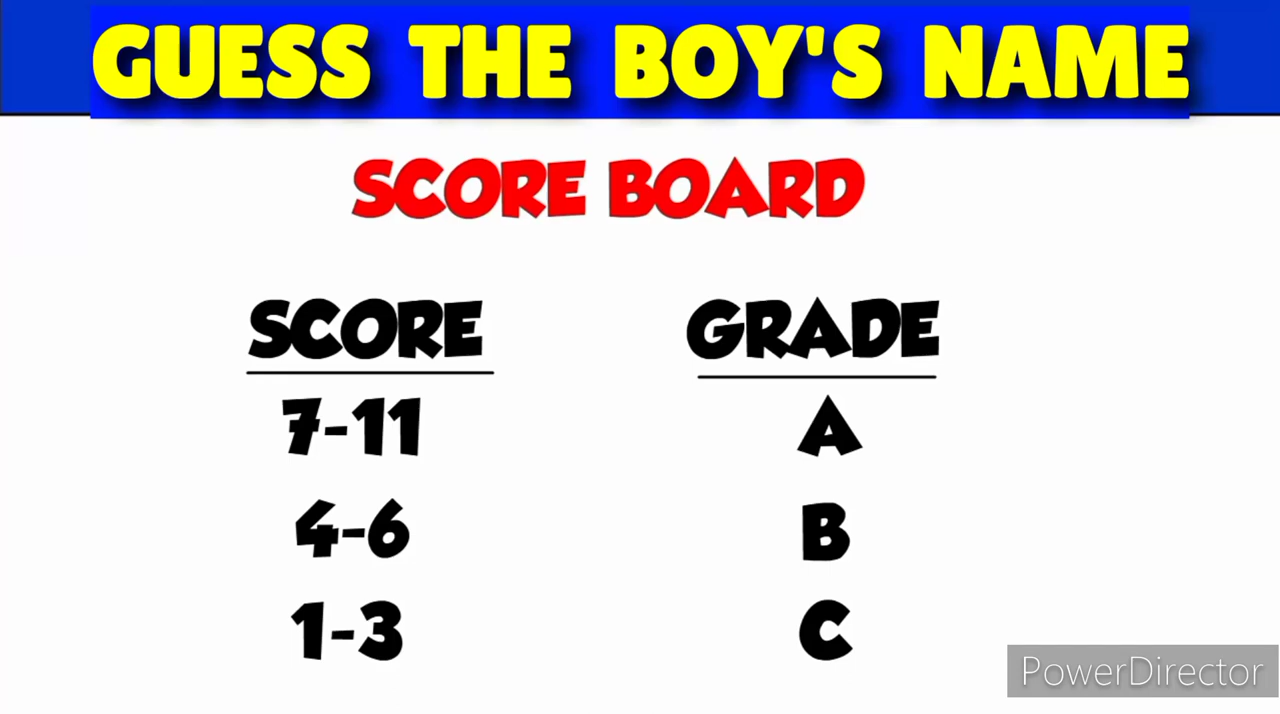 GUESS THE BOY'S NAME
SCORE BOARD
SCORE GRADE
7-11 A
4-6 B
1-3 C
PowerDirector